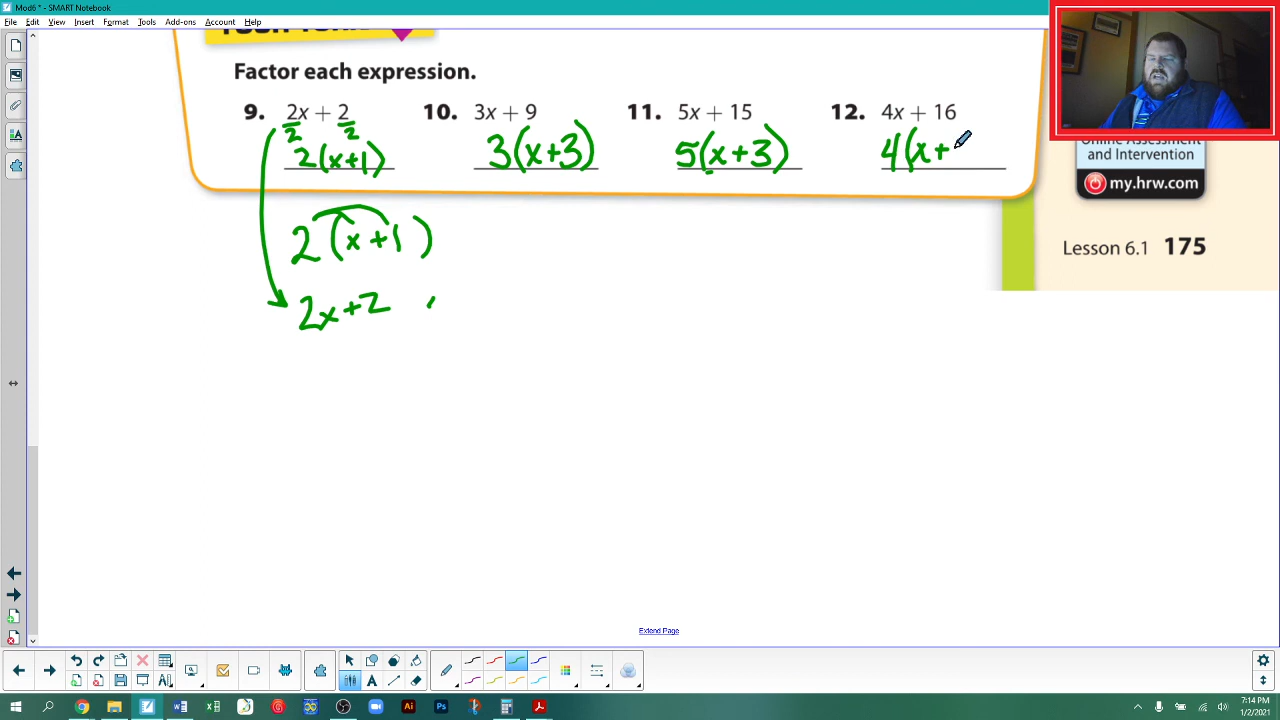 Mod6 * - SMART Notebook
File Edit View Insert Format Tools Add-ons Account Help
Factor each expression.
9. 2x + 2 10. 3x + 9 11. 5x + 15 12. 4x + 16
2 2
2(x+1) 3(x+3) 5(x+3) 4(x+
2(x+1)
2x+2
Online Assessment
and Intervention
my.hrw.com
Lesson 6.1 175
Extend Page
7:14 PM
1/2/2021